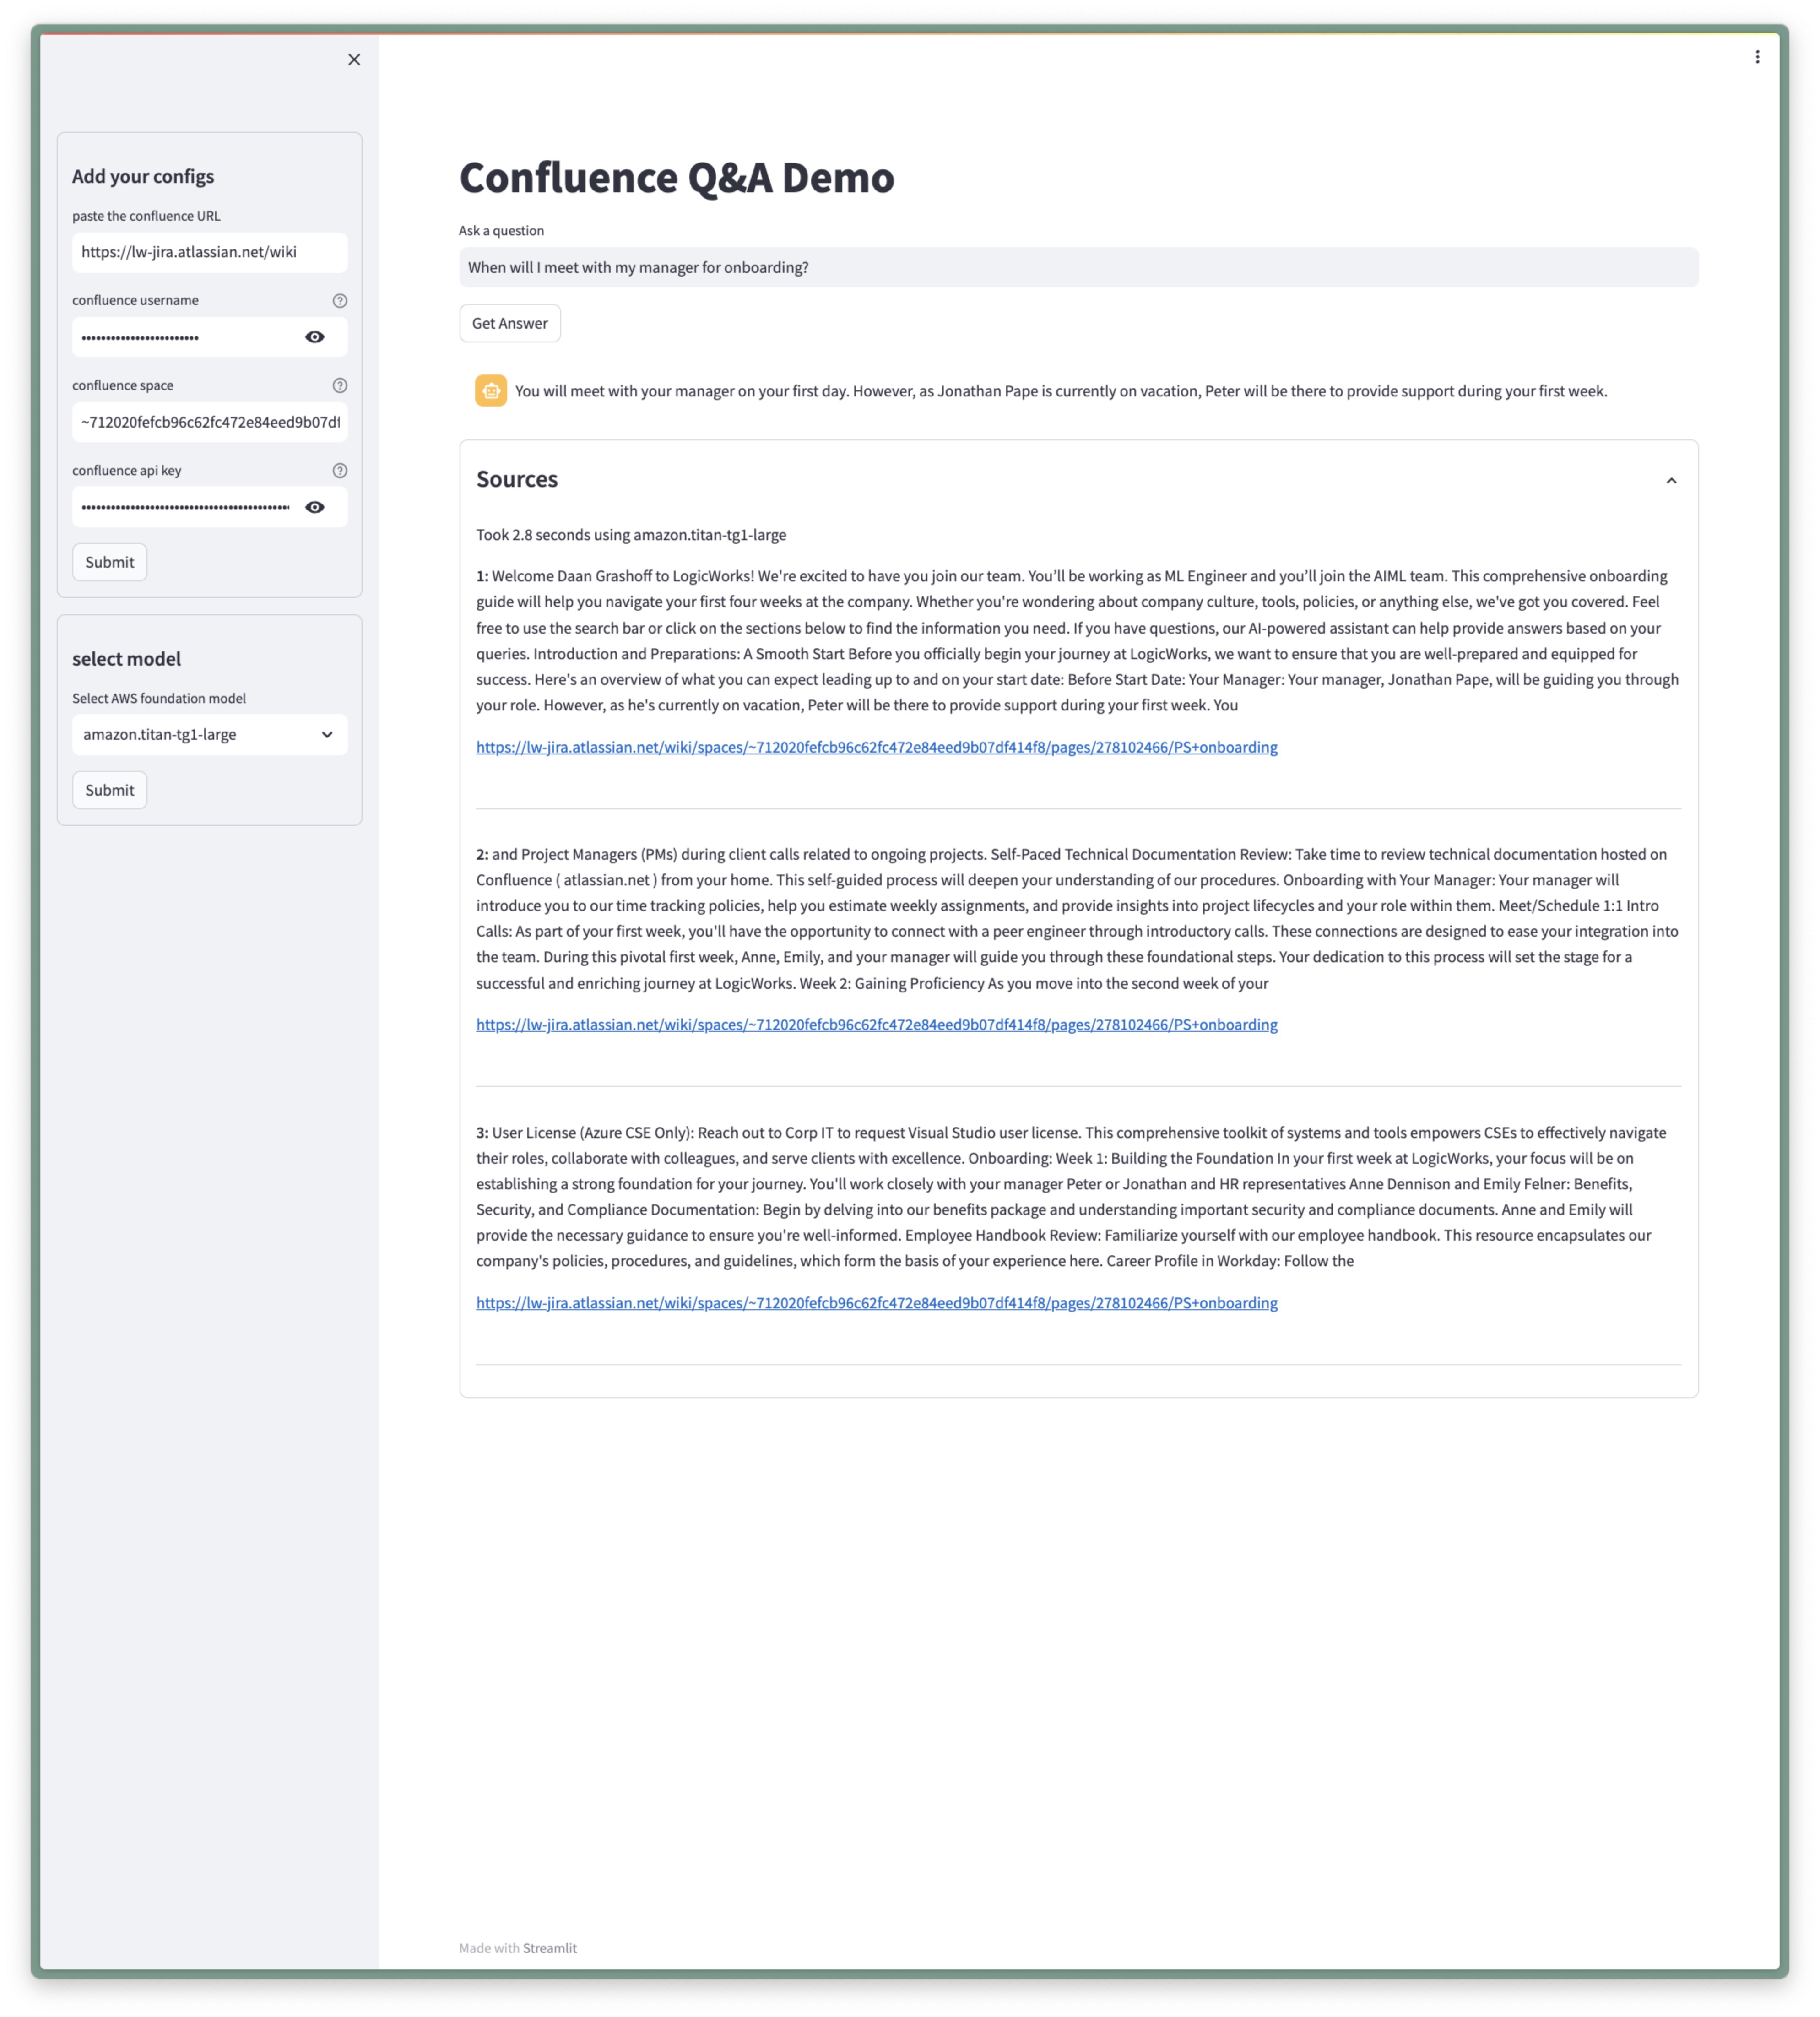 Add your configs
paste the confluence URL
https://lw-jira.atlassian.net/wiki
confluence username
confluence space
~712020fefcb96c62fc472e84eed9b07df
confluence api key
Submit
select model
Select AWS foundation model
amazon.titan-tg1-large
Submit
Confluence Q&A Demo
Ask a question
When will I meet with my manager for onboarding?
Get Answer
You will meet with your manager on your first day. However, as Jonathan Pape is currently on vacation, Peter will be there to provide support during your first week.
Sources
Took 2.8 seconds using amazon.titan-tg1-large
1: Welcome Daan Grashoff to LogicWorks! We're excited to have you join our team. You'll be working as ML Engineer and you'll join the AIML team. This comprehensive onboarding
guide will help you navigate your first four weeks at the company. Whether you're wondering about company culture, tools, policies, or anything else, we've got you covered. Feel
free to use the search bar or click on the sections below to find the information you need. If you have questions, our AI-powered assistant can help provide answers based on your
queries. Introduction and Preparations: A Smooth Start Before you officially begin your journey at LogicWorks, we want to ensure that you are well-prepared and equipped for
success. Here's an overview of what you can expect leading up to and on your start date: Before Start Date: Your Manager: Your manager, Jonathan Pape, will be guiding you through
your role. However, as he's currently on vacation, Peter will be there to provide support during your first week. You
https://lw-jira.atlassian.net/wiki/spaces/~712020fefcb96c62fc472e84eed9b07df414f8/pages/278102466/PS+onboarding
2: and Project Managers (PMs) during client calls related to ongoing projects. Self-Paced Technical Documentation Review: Take time to review technical documentation hosted on
Confluence ( atlassian.net ) from your home. This self-guided process will deepen your understanding of our procedures. Onboarding with Your Manager: Your manager will
introduce you to our time tracking policies, help you estimate weekly assignments, and provide insights into project lifecycles and your role within them. Meet/Schedule 1:1 Intro
Calls: As part of your first week, you'll have the opportunity to connect with a peer engineer through introductory calls. These connections are designed to ease your integration into
the team. During this pivotal first week, Anne, Emily, and your manager will guide you through these foundational steps. Your dedication to this process will set the stage for a
successful and enriching journey at LogicWorks. Week 2: Gaining Proficiency As you move into the second week of your
https://lw-jira.atlassian.net/wiki/spaces/~712020fefcb96c62fc472e84eed9b07df414f8/pages/278102466/PS+onboarding
3: User License (Azure CSE Only): Reach out to Corp IT to request Visual Studio user license. This comprehensive toolkit of systems and tools empowers CSEs to effectively navigate
their roles, collaborate with colleagues, and serve clients with excellence. Onboarding: Week 1: Building the Foundation In your first week at LogicWorks, your focus will be on
establishing a strong foundation for your journey. You'll work closely with your manager Peter or Jonathan and HR representatives Anne Dennison and Emily Felner: Benefits,
Security, and Compliance Documentation: Begin by delving into our benefits package and understanding important security and compliance documents. Anne and Emily will
provide the necessary guidance to ensure you're well-informed. Employee Handbook Review: Familiarize yourself with our employee handbook. This resource encapsulates our
company's policies, procedures, and guidelines, which form the basis of your experience here. Career Profile in Workday: Follow the
https://lw-jira.atlassian.net/wiki/spaces/~712020fefcb96c62fc472e84eed9b07df414f8/pages/278102466/PS+onboarding
Made with Streamlit